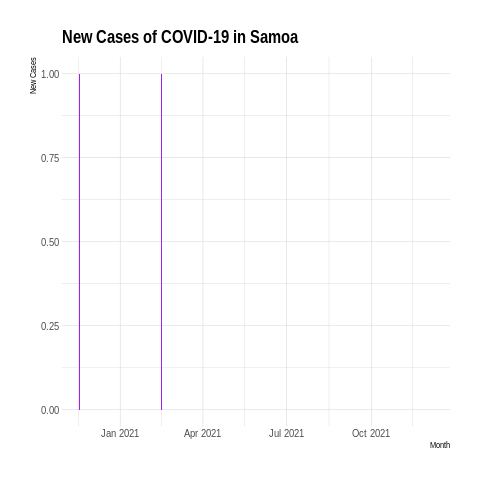 New Cases of COVID-19 in Samoa
New Cases
1.00
0.75
0.50
0.25
0.00
Jan 2021 Apr 2021 Jul 2021 Oct 2021
Month